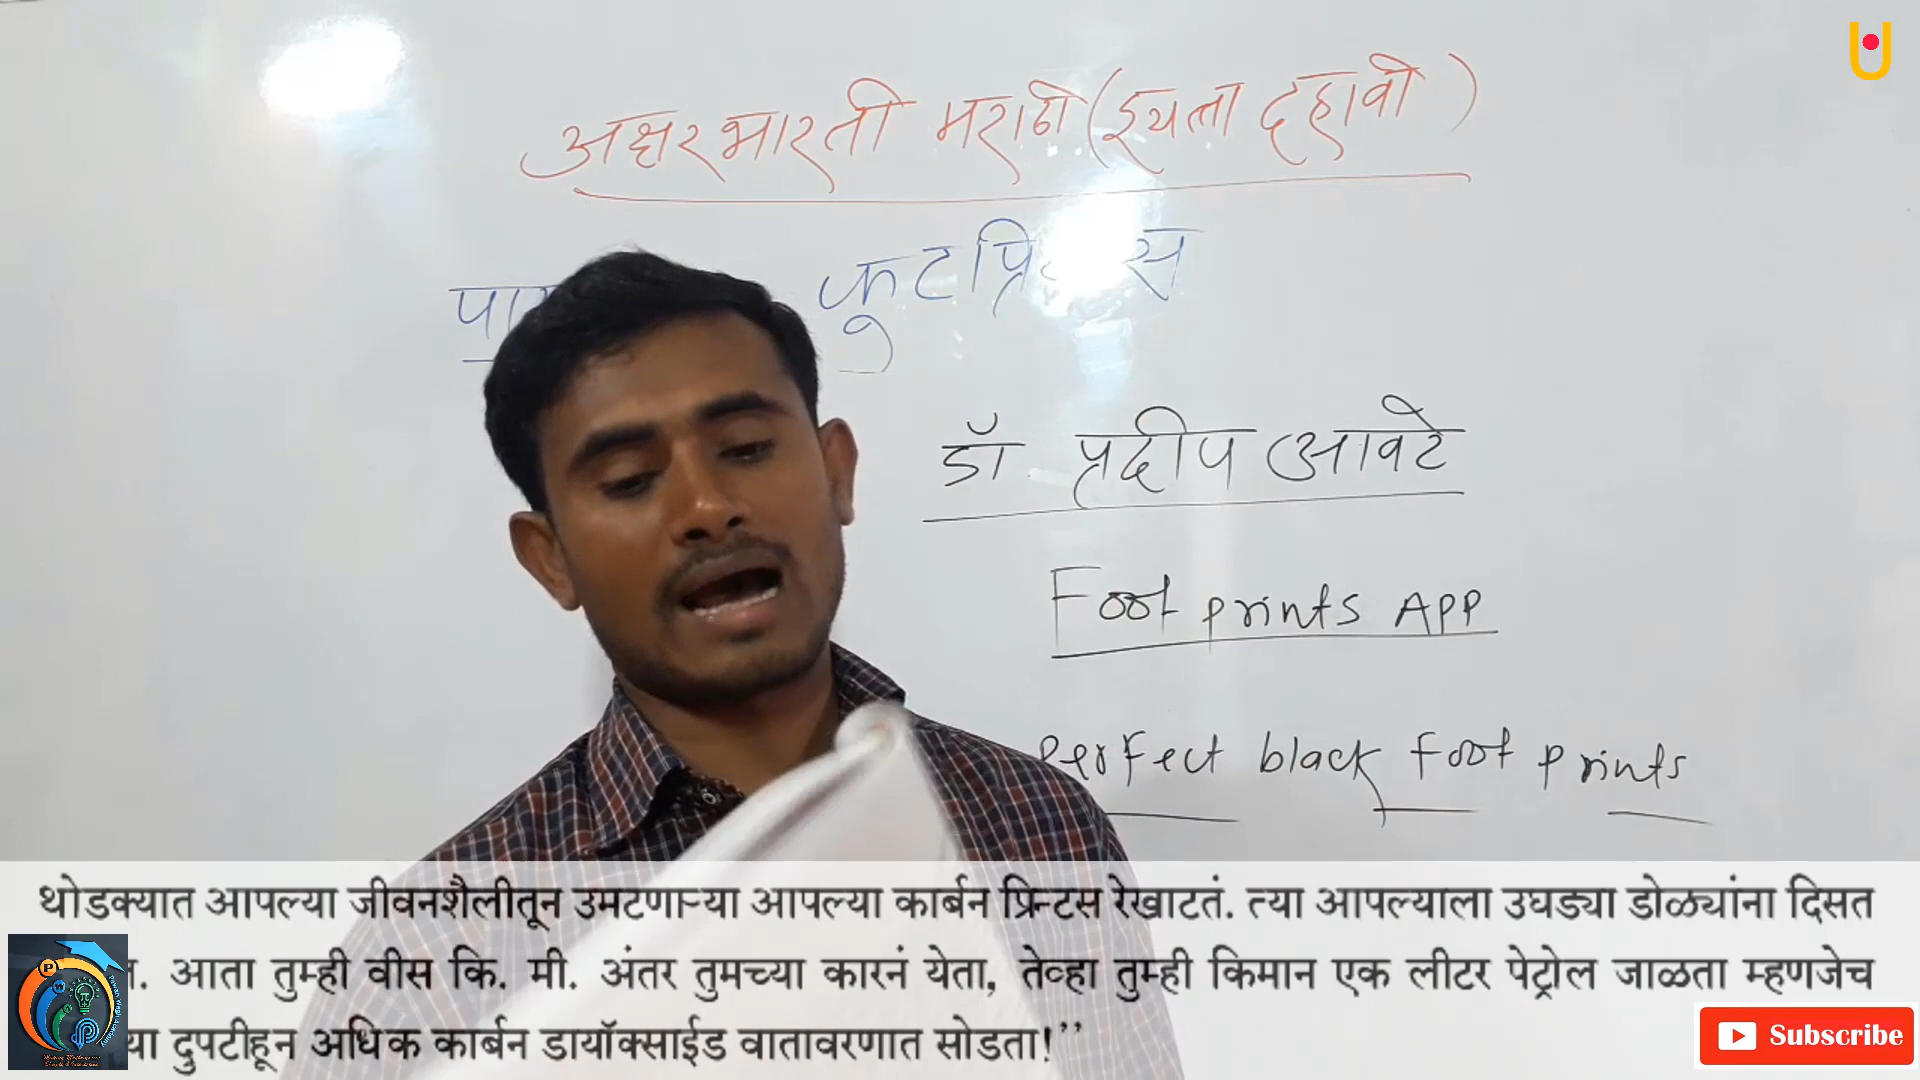 अक्षरभारती मराठी (इयत्ता दहावी)
फूटप्रिंटस
डॉ. प्रदीप आवटे
Foot prints APP
Perfect black foot prints
थोडक्यात आपल्या जीवनशैलीतून उमटणाऱ्या आपल्या कार्बन प्रिन्टस रेखाटतं. त्या आपल्याला उघड्या डोळ्यांना दिसत
आता तुम्ही वीस कि. मी. अंतर तुमच्या कारनं येता, तेव्हा तुम्ही किमान एक लीटर पेट्रोल जाळता म्हणजेच
दुपटीहून अधिक कार्बन डायॉक्साईड वातावरणात सोडता!’’
Subscribe